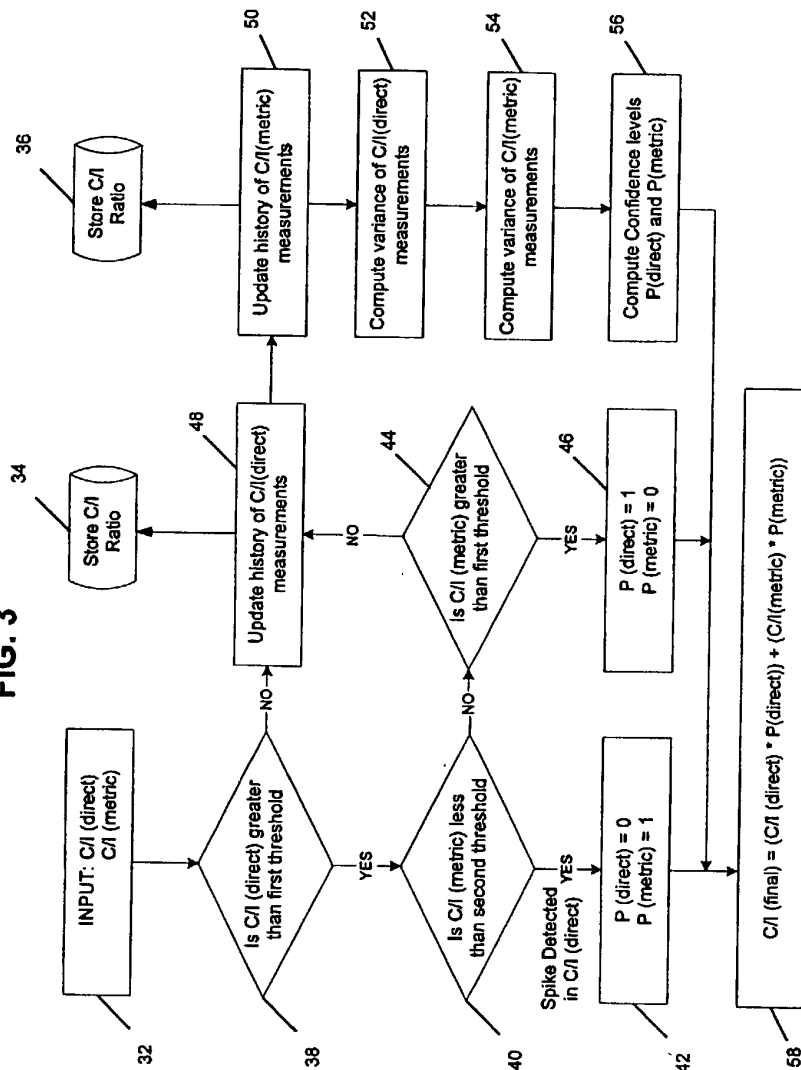 FIG. 3
32
INPUT: C/I (direct)
C/I (metric)
34
Store C/I
Ratio
36
Store C/I
Ratio
38
Is C/I (direct) greater
than first threshold
NO
YES
48
Update history of C/I(direct)
measurements
50
Update history of C/I(metric)
measurements
52
Compute variance of C/I(direct)
measurements
40
Is C/I (metric) less
than second threshold
NO
Spike Detected
in C/I (direct)
YES
44
Is C/I (metric) greater
than first threshold
NO
YES
54
Compute variance of C/I(metric)
measurements
42
P (direct) = 0
P (metric) = 1
46
P (direct) = 1
P (metric) = 0
56
Compute Confidence levels
P(direct) and P(metric)
58
C/I (final) = (C/I (direct) * P(direct)) + (C/I(metric) * P(metric))